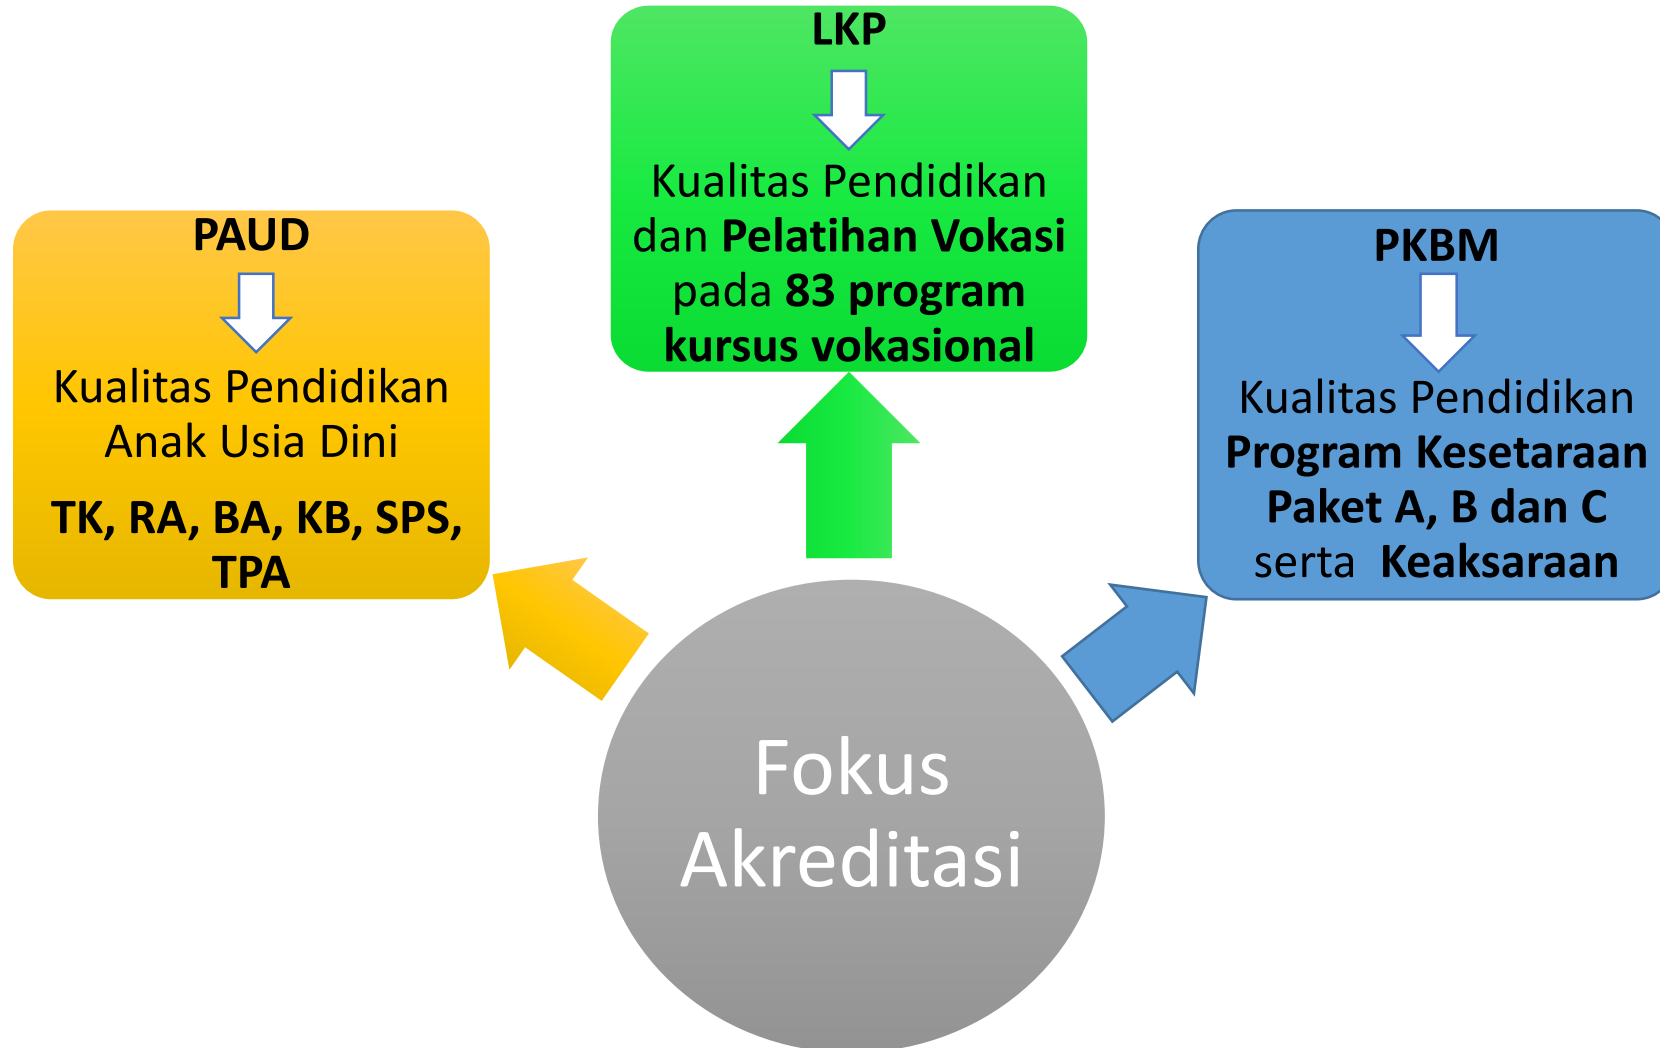 LKP
Kualitas Pendidikan
dan Pelatihan Vokasi
pada 83 program
kursus vokasional
PAUD
Kualitas Pendidikan
Anak Usia Dini
TK, RA, BA, KB, SPS,
TPA
PKBM
Kualitas Pendidikan
Program Kesetaraan
Paket A, B dan C
serta Keaksaraan
Fokus
Akreditasi